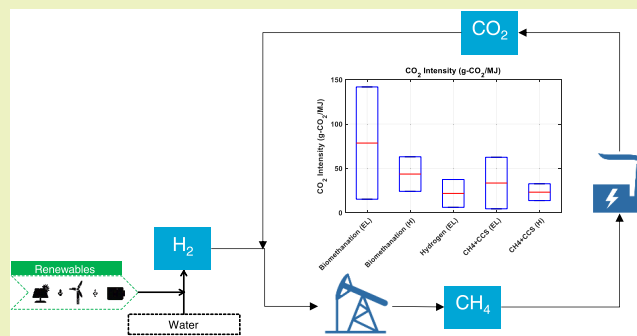 CO₂
CO₂ Intensity (g-CO₂/MJ)
CO₂ Intensity (g-CO₂/MJ)
150
100
50
0
Biomethanation (EL)
Biomethanation (H)
Hydrogen (EL)
CH4+CCS (EL)
CH4+CCS (H)
H₂
Renewables
Water
CH₄